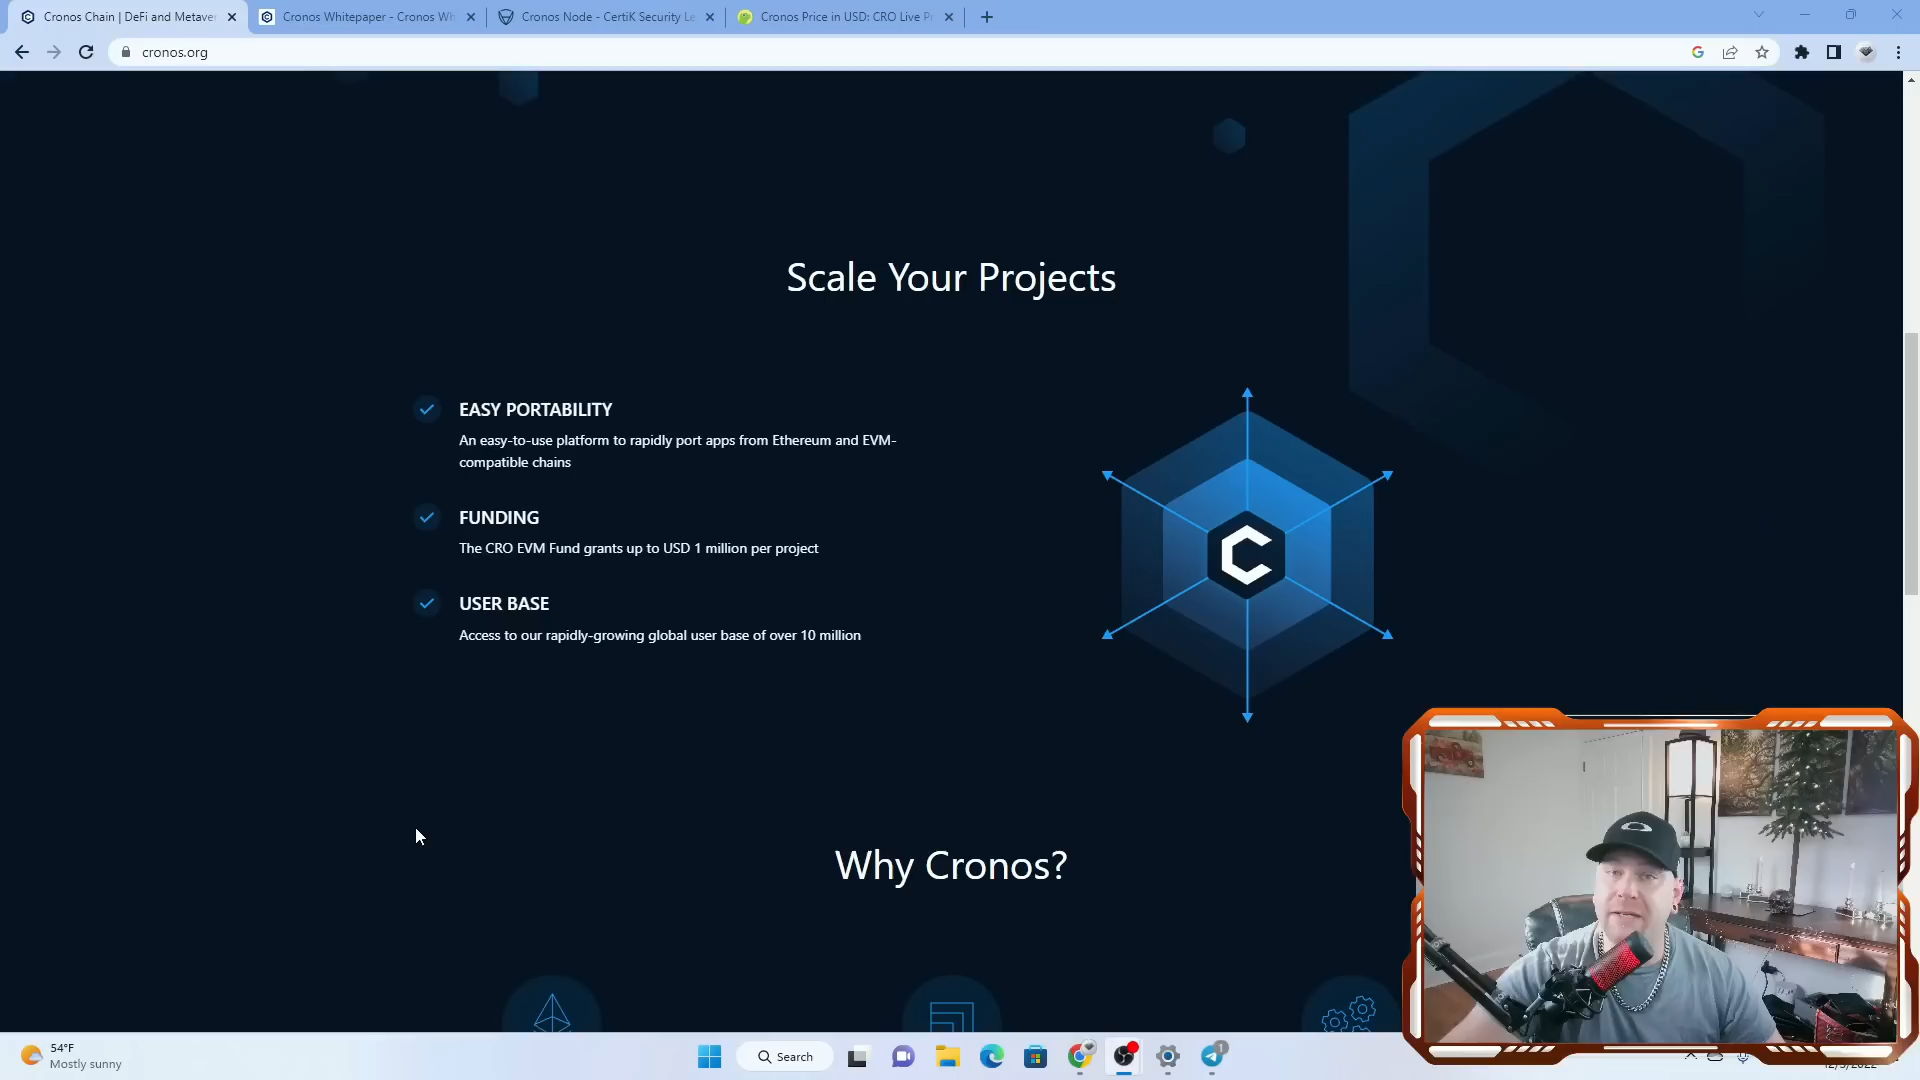 Cronos Chain | DeFi and Metaver
Cronos Whitepaper - Cronos Wh
Cronos Node - CertiK Security Le
Cronos Price in USD: CRO Live Pr
cronos.org
Scale Your Projects
EASY PORTABILITY
An easy-to-use platform to rapidly port apps from Ethereum and EVM-
compatible chains
FUNDING
The CRO EVM Fund grants up to USD 1 million per project
USER BASE
Access to our rapidly-growing global user base of over 10 million
Why Cronos?
54°F
Mostly sunny
Search
1